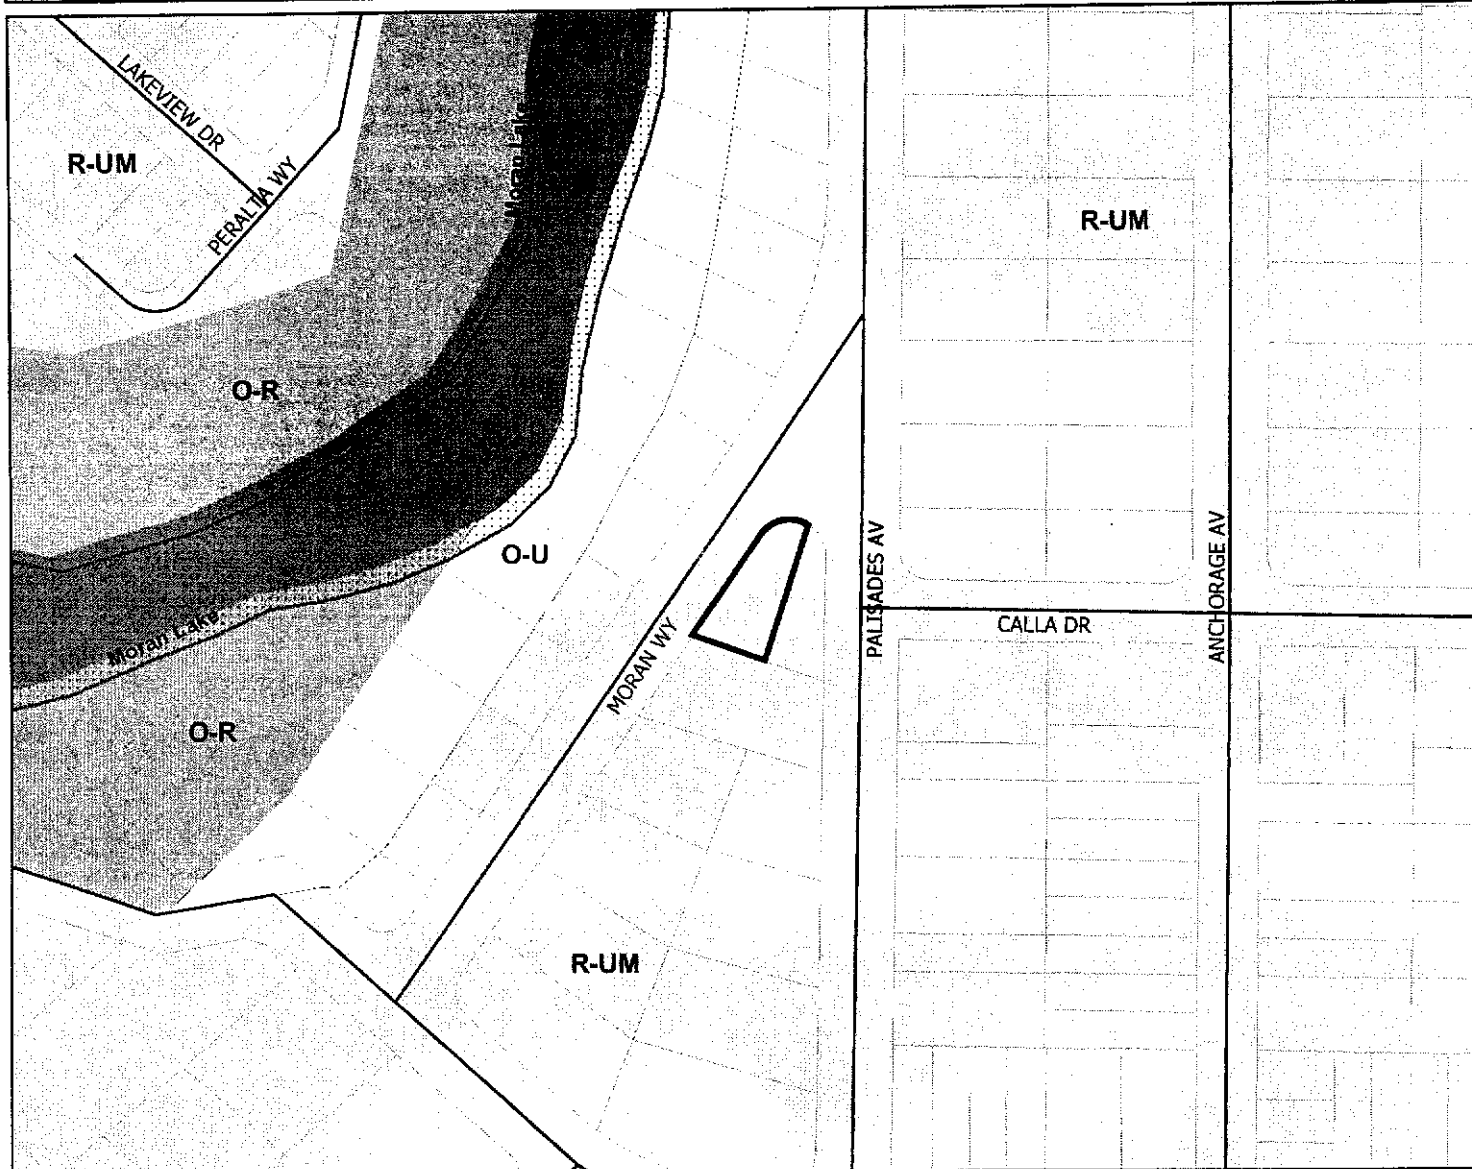 LAKEVIEW DR
R-UM
PERALTA WY
Moran Lake
R-UM
O-R
O-U
PALISADES AV
ANCHORAGE AV
CALLA DR
MORAN WY
Moran Lake
O-R
R-UM